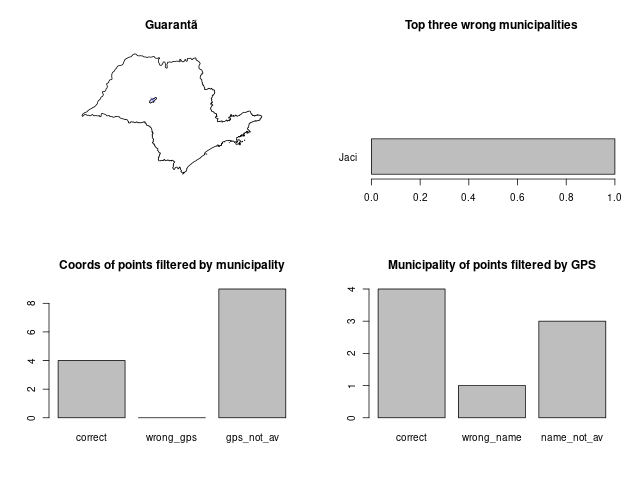 Guarantã
Top three wrong municipalities
Jaci
0.0 0.2 0.4 0.6 0.8 1.0
Coords of points filtered by municipality
8
6
4
2
0
correct wrong_gps gps_not_av
Municipality of points filtered by GPS
4
3
2
1
0
correct wrong_name name_not_av